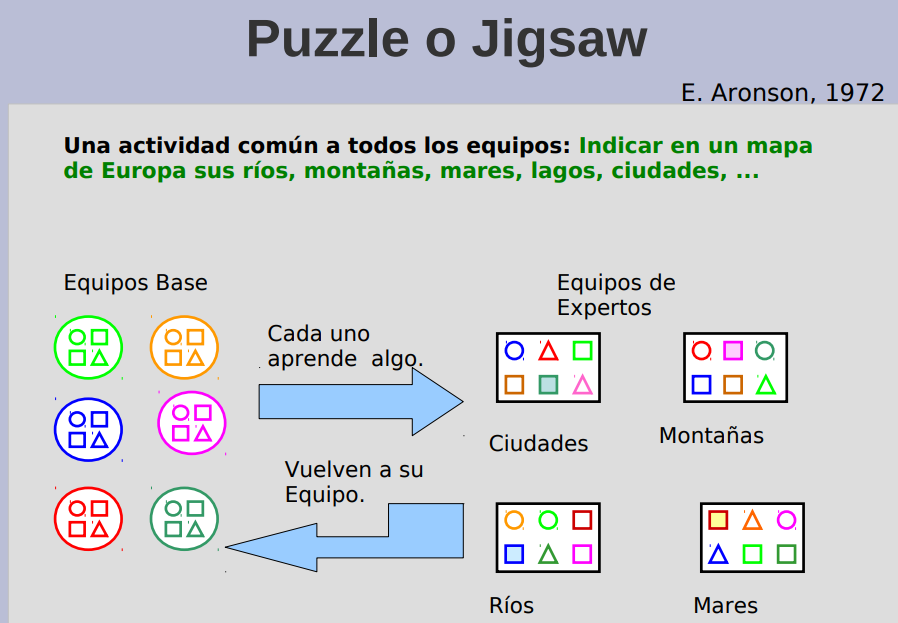 Puzzle o Jigsaw
E. Aronson, 1972
Una actividad común a todos los equipos: Indicar en un mapa
de Europa sus ríos, montañas, mares, lagos, ciudades, ...
Equipos Base
Equipos de
Expertos
Cada uno
aprende algo.
Ciudades
Montañas
Vuelven a su
Equipo.
Ríos
Mares